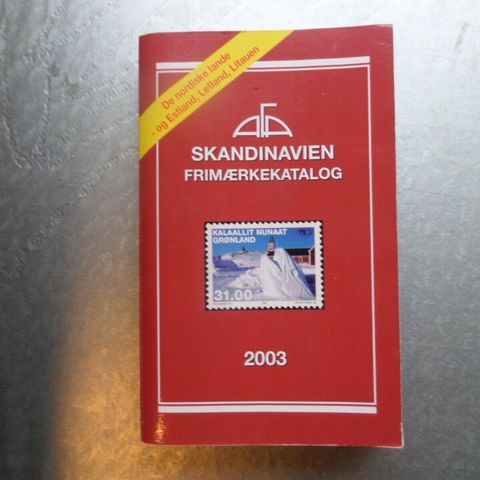 De nordiske lande
- og Estland, Letland, Litauen
AFA
SKANDINAVIEN
FRIMÆRKEKATALOG
KALAALLIT NUNAAT
GRØNLAND
31.00
2003